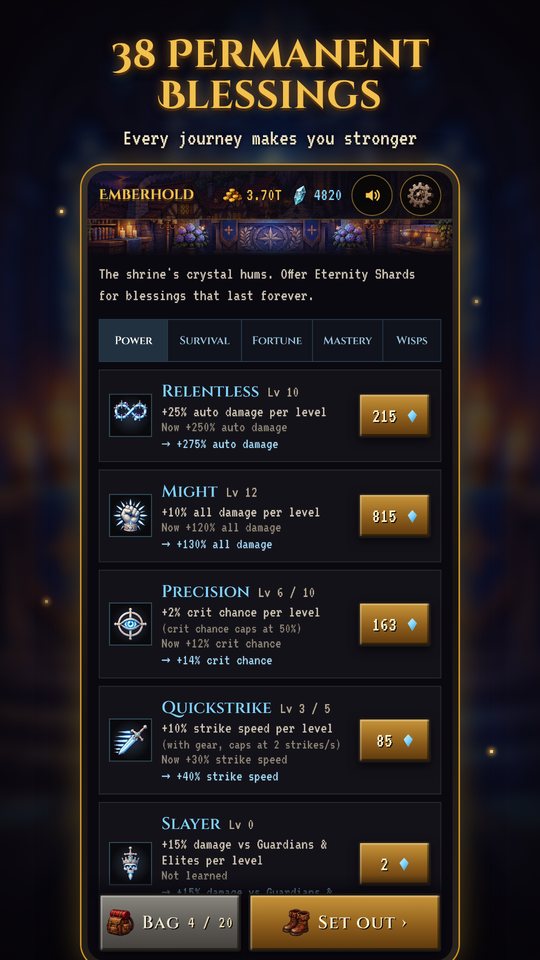 38 Permanent
Blessings
Every journey makes you stronger
Emberhold 3.70T 4820
The shrine's crystal hums. Offer Eternity Shards
for blessings that last forever.
Power Survival Fortune Mastery Wisps
Relentless Lv 10
+25% auto damage per level
Now +250% auto damage
→ +275% auto damage
215
Might Lv 12
+10% all damage per level
Now +120% all damage
→ +130% all damage
815
Precision Lv 6 / 10
+2% crit chance per level
(crit chance caps at 50%)
Now +12% crit chance
→ +14% crit chance
163
Quickstrike Lv 3 / 5
+10% strike speed per level
(with gear, caps at 2 strikes/s)
Now +30% strike speed
→ +40% strike speed
85
Slayer Lv 0
+15% damage vs Guardians &
Elites per level
Not learned
→ +15% damage vs Guardians &
2
Bag 4 / 20
Set out ›